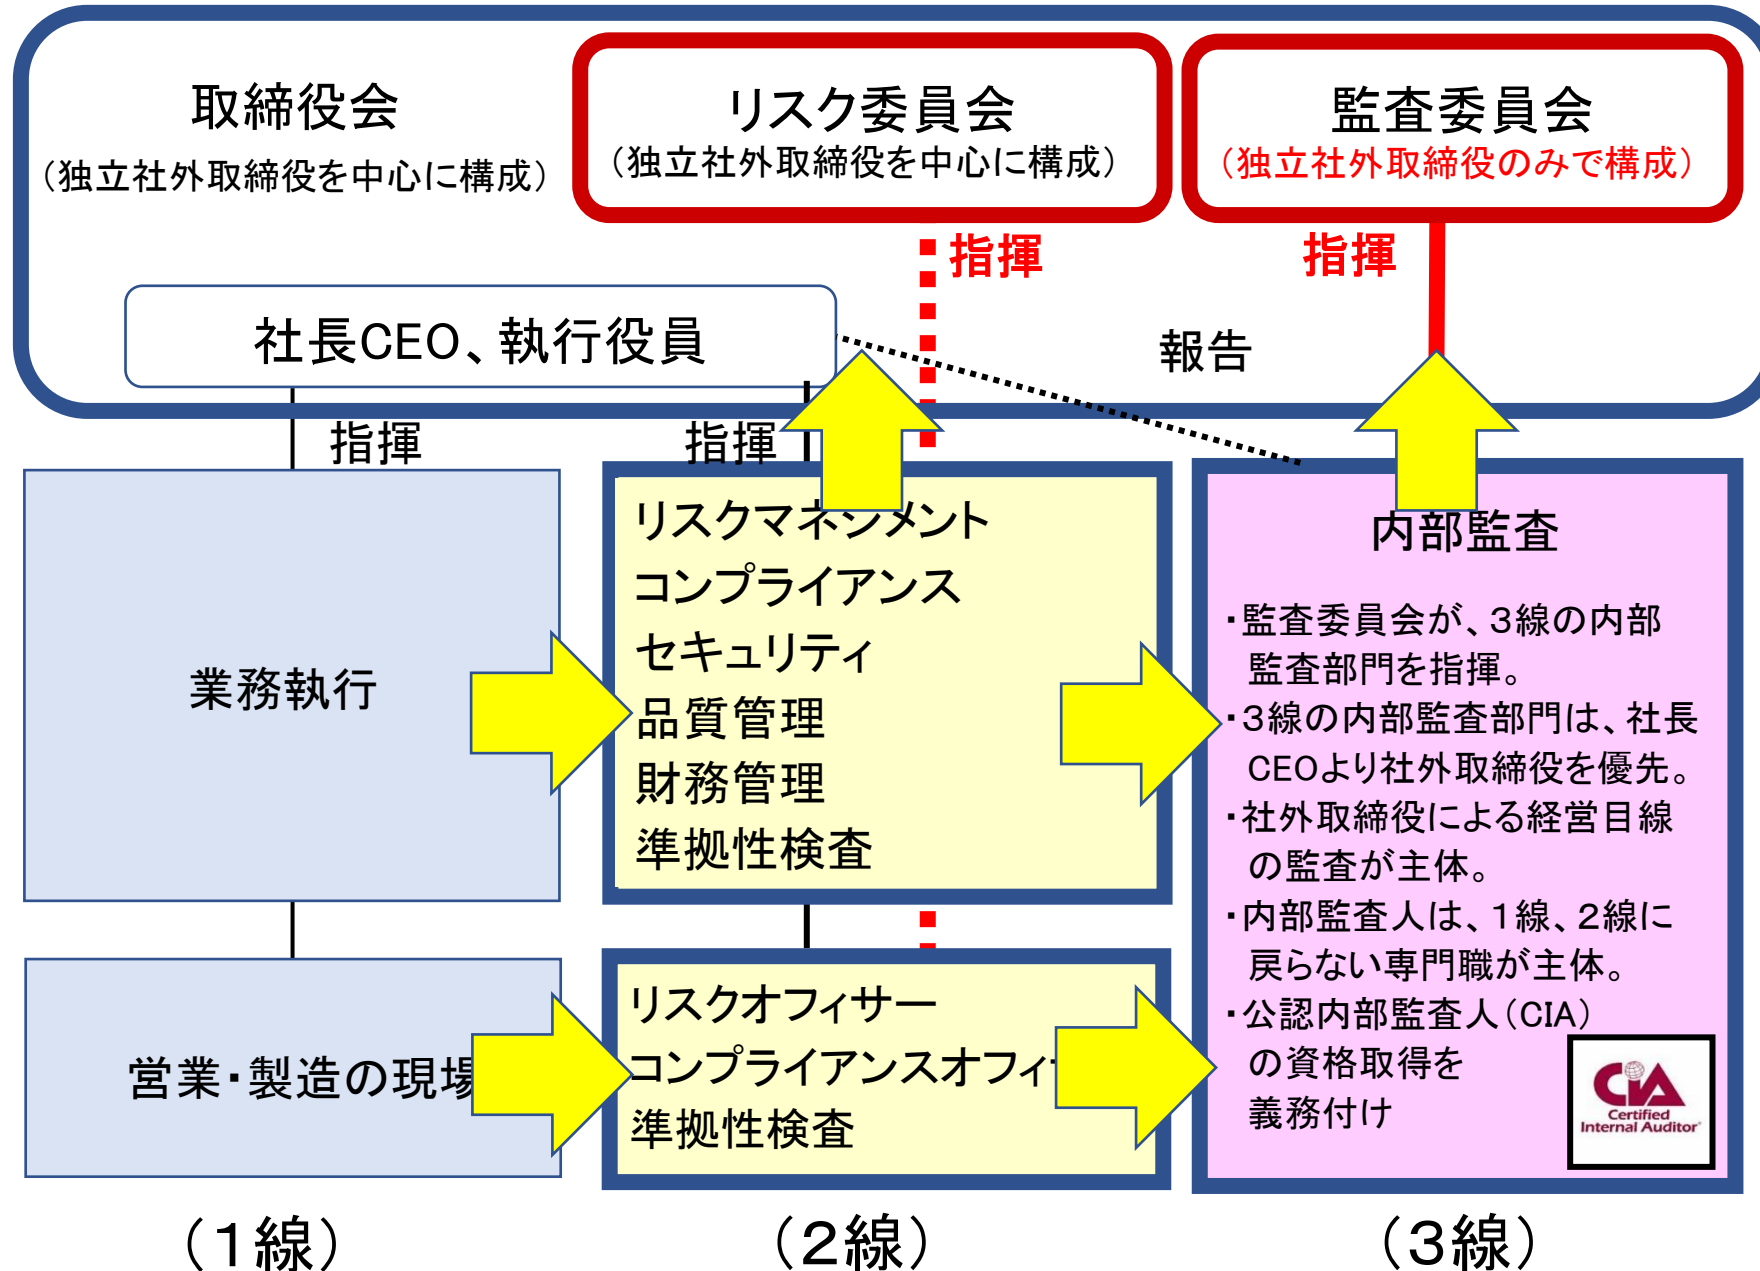 取締役会
（独立社外取締役を中心に構成）
リスク委員会
（独立社外取締役を中心に構成）
監査委員会
（独立社外取締役のみで構成）
指揮
指揮
社長CEO、執行役員
報告
指揮
指揮
業務執行
リスクマネジメント
コンプライアンス
セキュリティ
品質管理
財務管理
準拠性検査
内部監査
・監査委員会が、3線の内部
監査部門を指揮。
・3線の内部監査部門は、社長
CEOより社外取締役を優先。
・社外取締役による経営目線
の監査が主体。
・内部監査人は、1線、2線に
戻らない専門職が主体。
・公認内部監査人（CIA）
の資格取得を
義務付け
CIA
Certified
Internal Auditor®
営業・製造の現場
リスクオフィサー
コンプライアンスオフィ
準拠性検査
（1線）
（2線）
（3線）